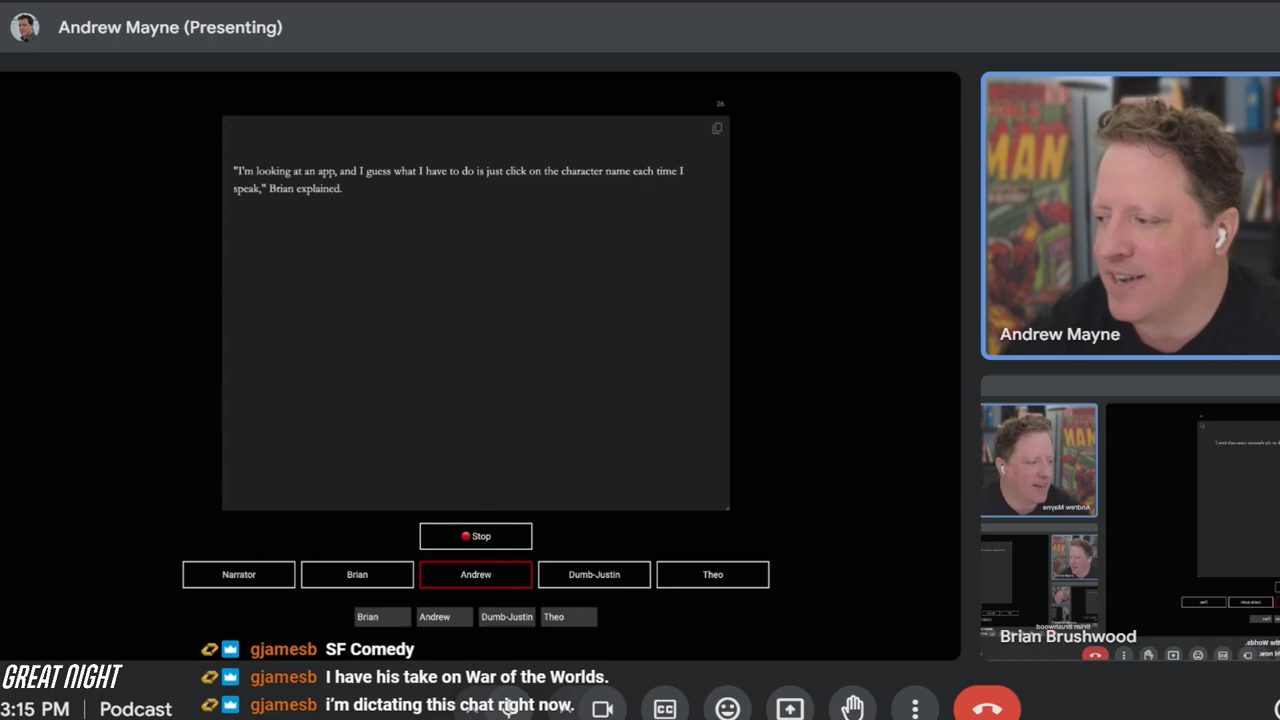 Andrew Mayne (Presenting)
26
"I'm looking at an app, and I guess what I have to do is just click on the character name each time I
speak," Brian explained.
MAN
Andrew Mayne
Stop
Narrator
Brian
Andrew
Dumb-Justin
Theo
Brian
Andrew
Dumb-Justin
Theo
Brian Brushwood
gjamesb SF Comedy
gjamesb I have his take on War of the Worlds.
gjamesb i'm dictating this chat right now.
GREAT NIGHT
3:15 PM | Podcast